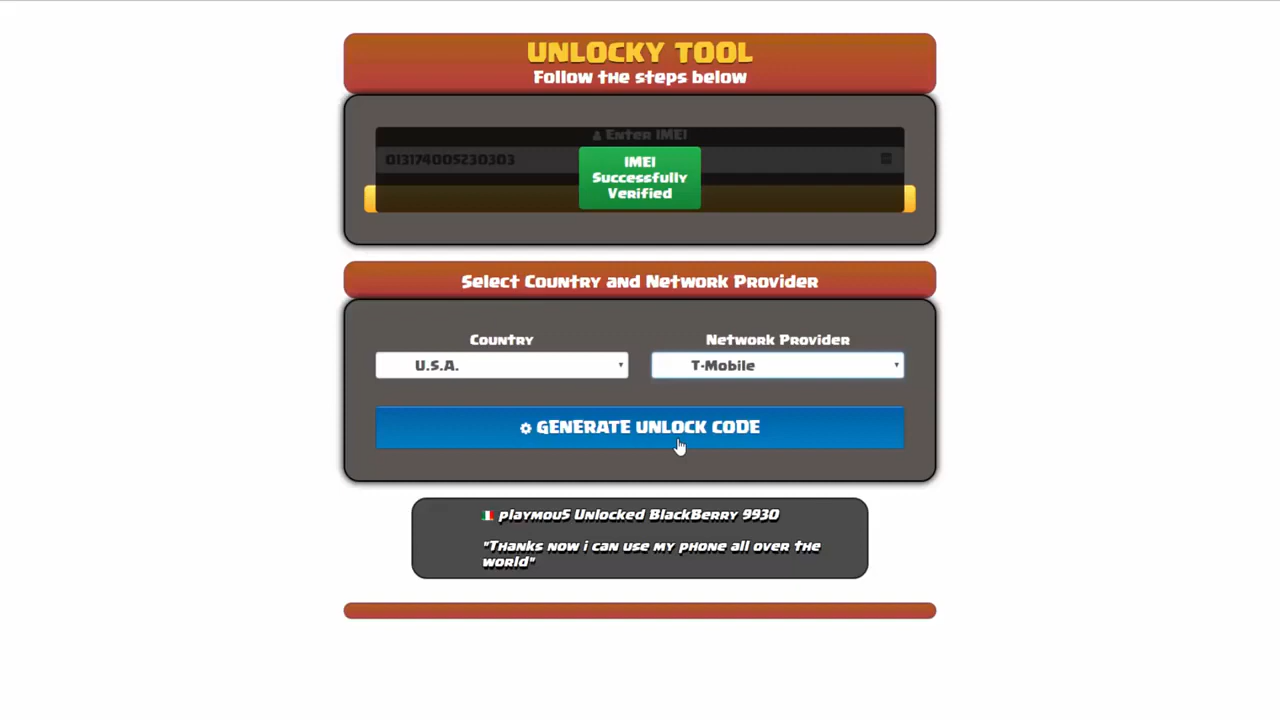 UNLOCKY TOOL
Follow the steps below
Enter IMEI
013174005230303
IMEI
Successfully
Verified
Select Country and Network Provider
Country
Network Provider
U.S.A.
T-Mobile
GENERATE UNLOCK CODE
playmou5 Unlocked BlackBerry 9930
"Thanks now i can use my phone all over the
world"